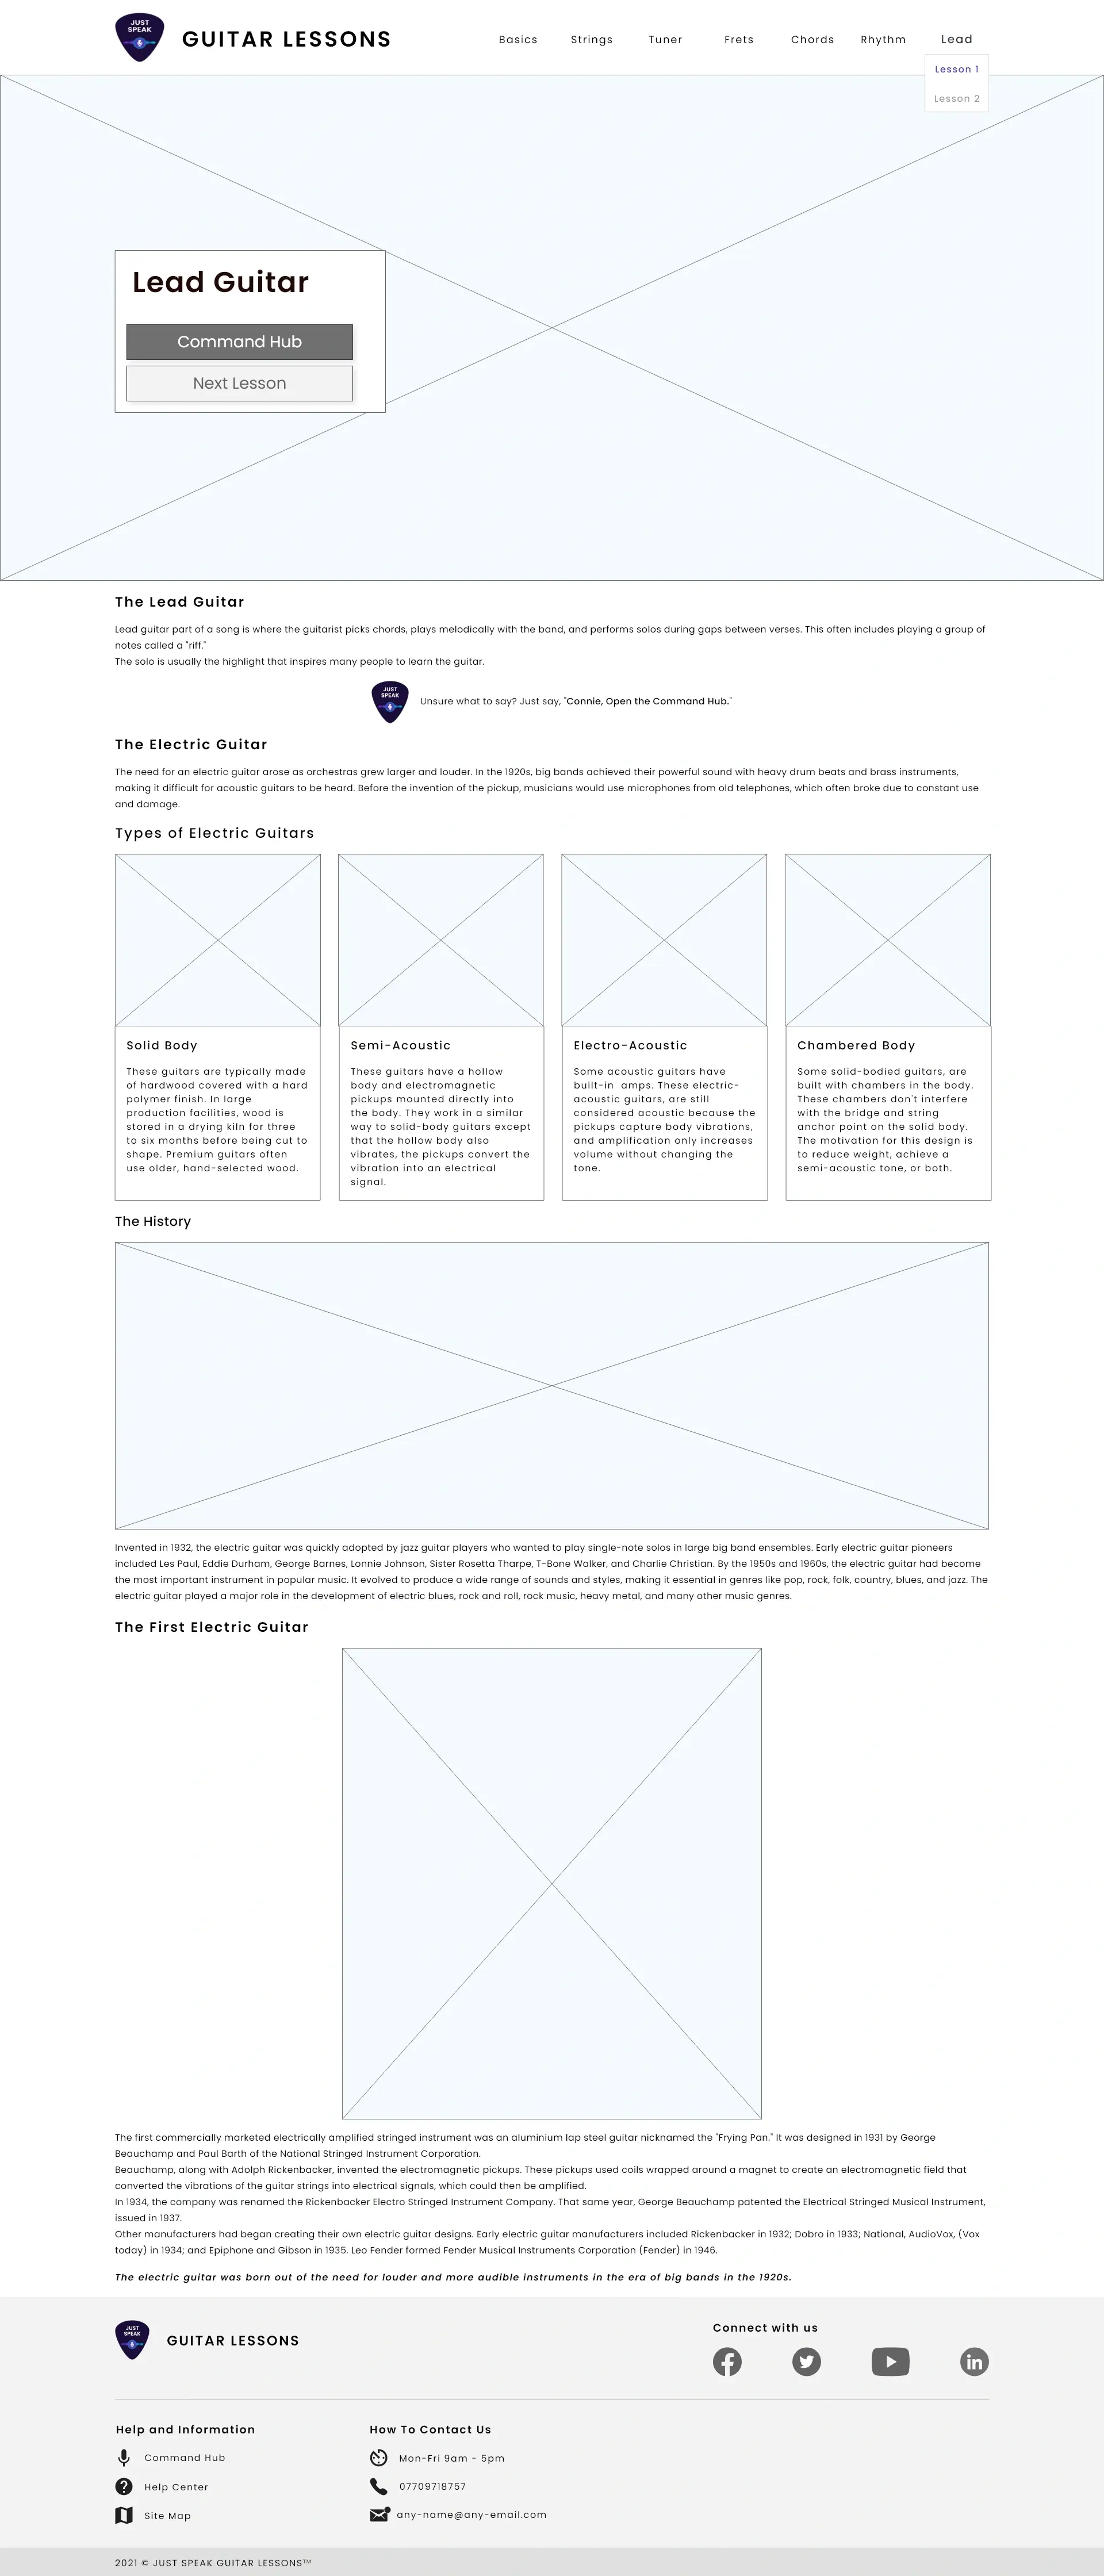 JUST
SPEAK
GUITAR LESSONS
Basics Strings Tuner Frets Chords Rhythm Lead
Lesson 1
Lesson 2
Lead Guitar
Command Hub
Next Lesson
The Lead Guitar
Lead guitar part of a song is where the guitarist picks chords, plays melodically with the band, and performs solos during gaps between verses. This often includes playing a group of
notes called a "riff."
The solo is usually the highlight that inspires many people to learn the guitar.
JUST
SPEAK
Unsure what to say? Just say, "Connie, Open the Command Hub."
The Electric Guitar
The need for an electric guitar arose as orchestras grew larger and louder. In the 1920s, big bands achieved their powerful sound with heavy drum beats and brass instruments,
making it difficult for acoustic guitars to be heard. Before the invention of the pickup, musicians would use microphones from old telephones, which often broke due to constant use
and damage.
Types of Electric Guitars
Solid Body
These guitars are typically made
of hardwood covered with a hard
polymer finish. In large
production facilities, wood is
stored in a drying kiln for three
to six months before being cut to
shape. Premium guitars often
use older, hand-selected wood.
Semi-Acoustic
These guitars have a hollow
body and electromagnetic
pickups mounted directly into
the body. They work in a similar
way to solid-body guitars except
that the hollow body also
vibrates, the pickups convert the
vibration into an electrical
signal.
Electro-Acoustic
Some acoustic guitars have
built-in amps. These electric-
acoustic guitars, are still
considered acoustic because the
pickups capture body vibrations,
and amplification only increases
volume without changing the
tone.
Chambered Body
Some solid-bodied guitars, are
built with chambers in the body.
These chambers don't interfere
with the bridge and string
anchor point on the solid body.
The motivation for this design is
to reduce weight, achieve a
semi-acoustic tone, or both.
The History
Invented in 1932, the electric guitar was quickly adopted by jazz guitar players who wanted to play single-note solos in large big band ensembles. Early electric guitar pioneers
included Les Paul, Eddie Durham, George Barnes, Lonnie Johnson, Sister Rosetta Tharpe, T-Bone Walker, and Charlie Christian. By the 1950s and 1960s, the electric guitar had become
the most important instrument in popular music. It evolved to produce a wide range of sounds and styles, making it essential in genres like pop, rock, folk, country, blues, and jazz. The
electric guitar played a major role in the development of electric blues, rock and roll, rock music, heavy metal, and many other music genres.
The First Electric Guitar
The first commercially marketed electrically amplified stringed instrument was an aluminium lap steel guitar nicknamed the "Frying Pan." It was designed in 1931 by George
Beauchamp and Paul Barth of the National Stringed Instrument Corporation.
Beauchamp, along with Adolph Rickenbacker, invented the electromagnetic pickups. These pickups used coils wrapped around a magnet to create an electromagnetic field that
converted the vibrations of the guitar strings into electrical signals, which could then be amplified.
In 1934, the company was renamed the Rickenbacker Electro Stringed Instrument Company. That same year, George Beauchamp patented the Electrical Stringed Musical Instrument,
issued in 1937.
Other manufacturers had began creating their own electric guitar designs. Early electric guitar manufacturers included Rickenbacker in 1932; Dobro in 1933; National, AudioVox, (Vox
today) in 1934; and Epiphone and Gibson in 1935. Leo Fender formed Fender Musical Instruments Corporation (Fender) in 1946.
The electric guitar was born out of the need for louder and more audible instruments in the era of big bands in the 1920s.
JUST
SPEAK
GUITAR LESSONS
Connect with us
Help and Information
Command Hub
Help Center
Site Map
How To Contact Us
Mon-Fri 9am - 5pm
07709718757
any-name@any-email.com
2021 © JUST SPEAK GUITAR LESSONS™